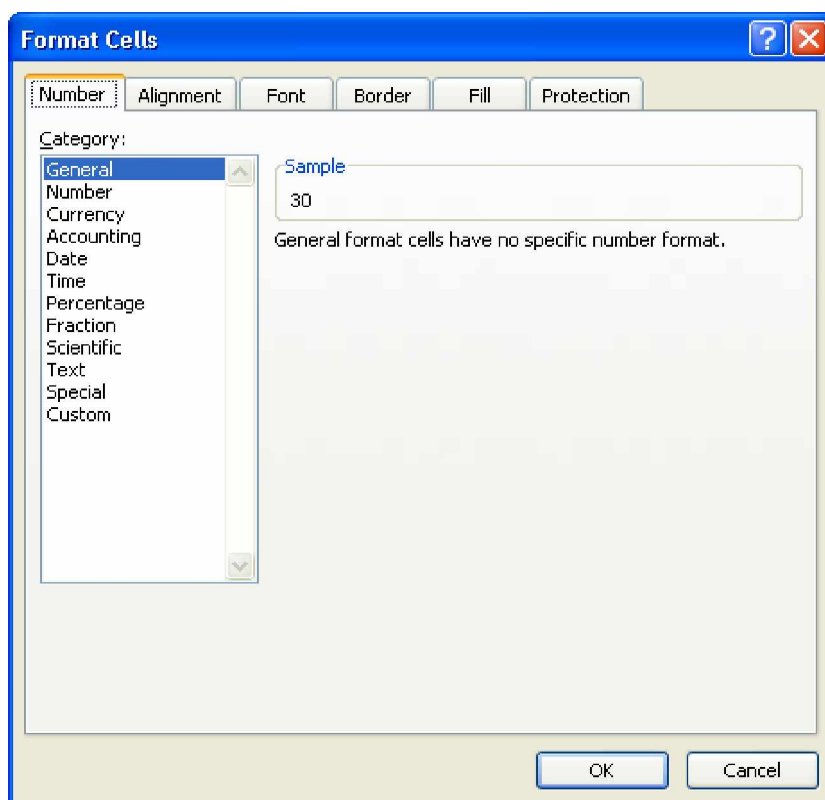 Format Cells
Number Alignment Font Border Fill Protection
Category:
General
Number
Currency
Accounting
Date
Time
Percentage
Fraction
Scientific
Text
Special
Custom
Sample
30
General format cells have no specific number format.
OK Cancel